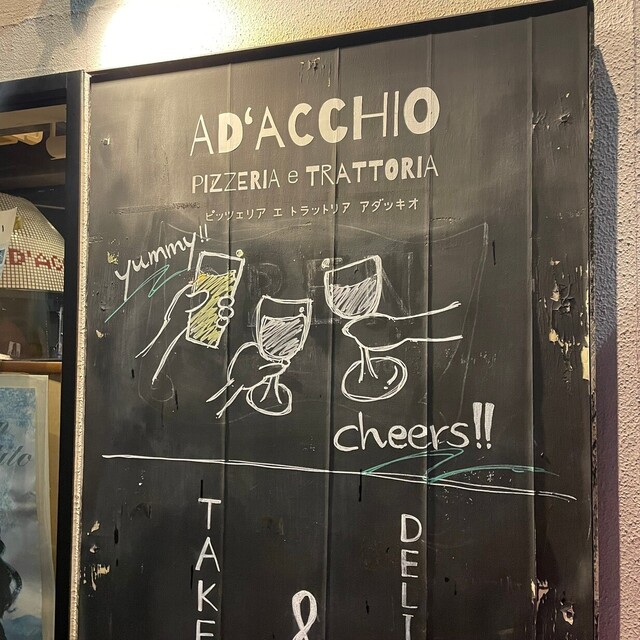 AD'ACCHIO
PIZZERIA e TRATTORIA
ピッツェリア エ トラットリア アダッキオ
yummy!!
cheers!!
TAKE
&
DELI
D'AC